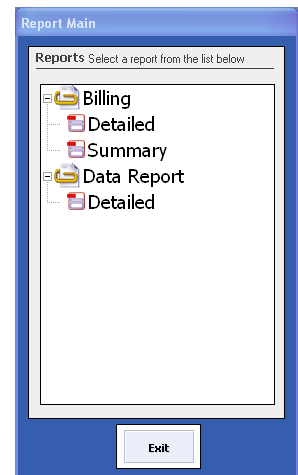 Report Main
Reports Select a report from the list below
Billing
Detailed
Summary
Data Report
Detailed
Exit